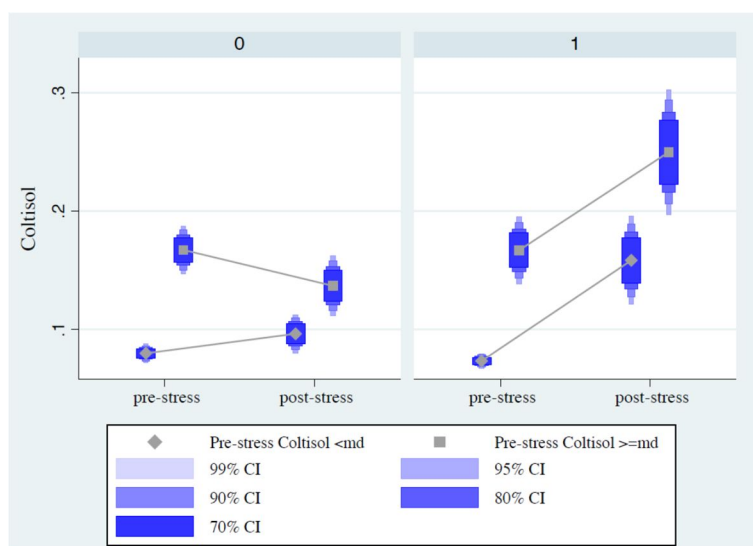 0 1
.3
.2
.1
Coltisol
pre-stress post-stress pre-stress post-stress
Pre-stress Coltisol <md Pre-stress Coltisol >=md
99% CI 95% CI
90% CI 80% CI
70% CI